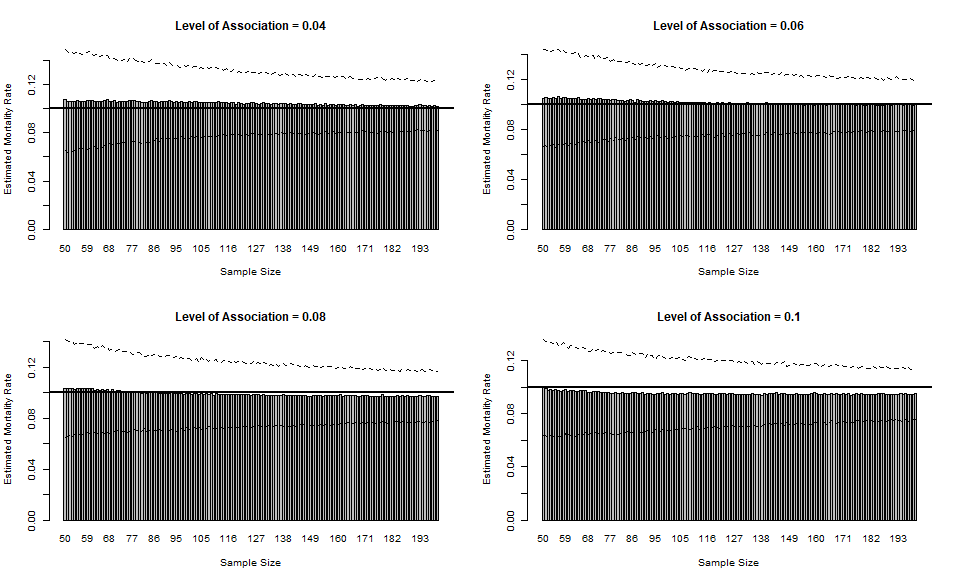 Level of Association = 0.04
Estimated Mortality Rate
0.00 0.04 0.08 0.12
50 59 68 77 86 95 105 116 127 138 149 160 171 182 193
Sample Size
Level of Association = 0.06
Estimated Mortality Rate
0.00 0.04 0.08 0.12
50 59 68 77 86 95 105 116 127 138 149 160 171 182 193
Sample Size
Level of Association = 0.08
Estimated Mortality Rate
0.00 0.04 0.08 0.12
50 59 68 77 86 95 105 116 127 138 149 160 171 182 193
Sample Size
Level of Association = 0.1
Estimated Mortality Rate
0.00 0.04 0.08 0.12
50 59 68 77 86 95 105 116 127 138 149 160 171 182 193
Sample Size